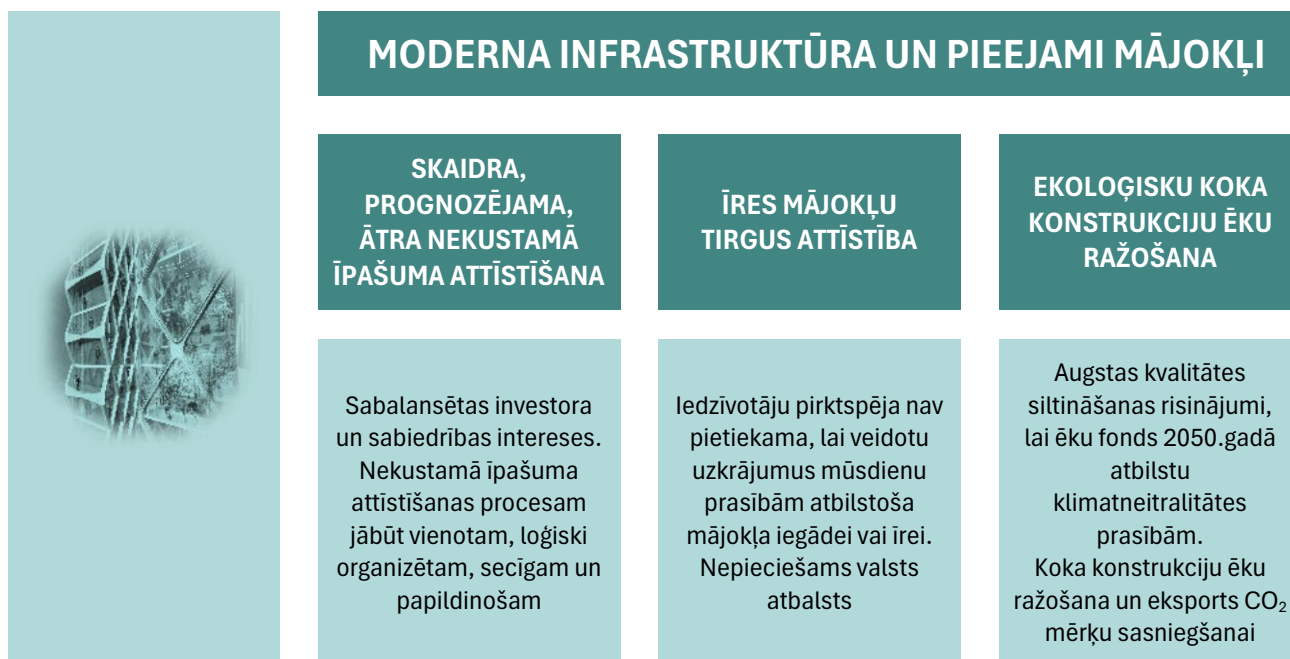 MODERNA INFRASTRUKTŪRA UN PIEEJAMI MĀJOKĻI
SKAIDRA,
PROGNOZĒJAMA,
ĀTRA NEKUSTAMĀ
ĪPAŠUMA ATTĪSTĪŠANA
Sabalansētas investora
un sabiedrības intereses.
Nekustamā īpašuma
attīstīšanas procesam
jābūt vienotam, loģiski
organizētam, secīgam un
papildinošam
ĪRES MĀJOKĻU
TIRGUS ATTĪSTĪBA
Iedzīvotāju pirktspēja nav
pietiekama, lai veidotu
uzkrājumus mūsdienu
prasībām atbilstoša
mājokļa iegādei vai īrei.
Nepieciešams valsts
atbalsts
EKOLOĢISKU KOKA
KONSTRUKCIJU ĒKU
RAŽOŠANA
Augstas kvalitātes
siltināšanas risinājumi,
lai ēku fonds 2050.gadā
atbilstu
klimatneitralitātes
prasībām.
Koka konstrukciju ēku
ražošana un eksports CO₂
mērķu sasniegšanai